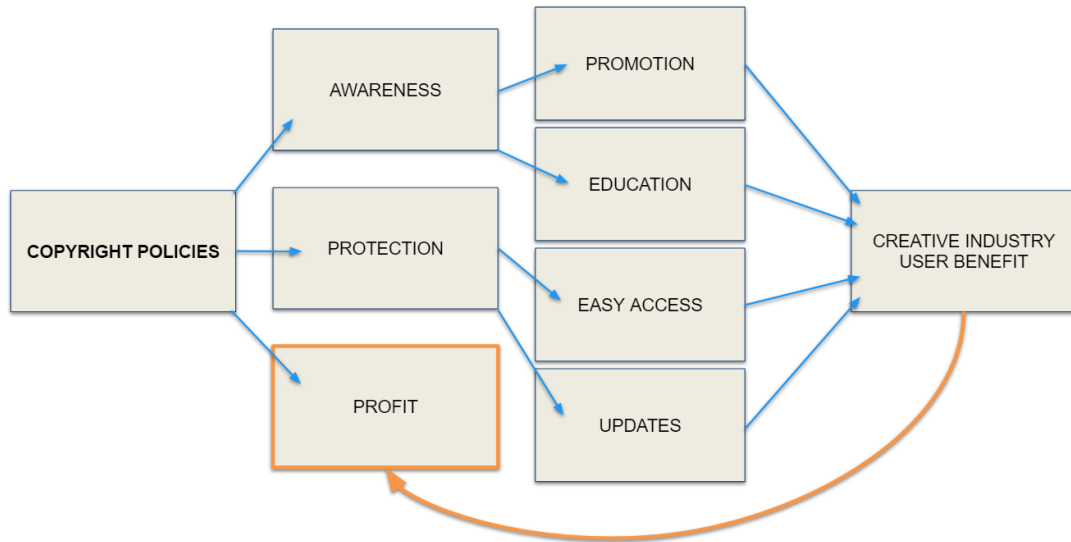 PROMOTION
AWARENESS
EDUCATION
COPYRIGHT POLICIES
PROTECTION
CREATIVE INDUSTRY
USER BENEFIT
EASY ACCESS
PROFIT
UPDATES